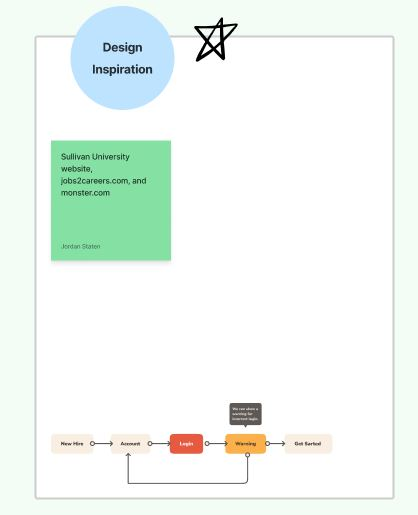 Design
Inspiration
Sullivan University
website,
jobs2careers.com, and
monster.com
Jordan Staten
We can show a
warning for
incorrect login
New Hire
Account
Login
Warning
Get Sarted